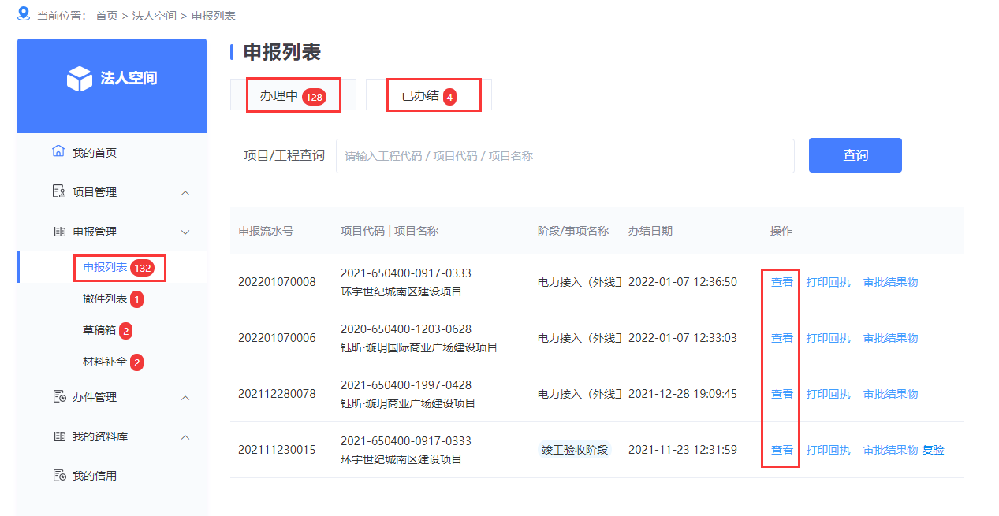 当前位置： 首页 > 法人空间 > 申报列表
法人空间
我的首页
项目管理
申报管理
申报列表 132
撤件列表 1
草稿箱 2
材料补全 2
办件管理
我的资料库
我的信用
申报列表
办理中 128 已办结 4
项目/工程查询 请输入工程代码 / 项目代码 / 项目名称 查询
申报流水号 项目代码 | 项目名称 阶段/事项名称 办结日期 操作
202201070008 2021-650400-0917-0333 电力接入（外线工 2022-01-07 12:36:50 查看 打印回执 审批结果物
环宇世纪城南区建设项目
202201070006 2020-650400-1203-0628 电力接入（外线工 2022-01-07 12:33:03 查看 打印回执 审批结果物
钰昕·璇玥国际商业广场建设项目
202112280078 2021-650400-1997-0428 电力接入（外线工 2021-12-28 19:09:45 查看 打印回执 审批结果物
钰昕·璇玥商业广场建设项目
202111230015 2021-650400-0917-0333 竣工验收阶段 2021-11-23 12:31:59 查看 打印回执 审批结果物 复验
环宇世纪城南区建设项目